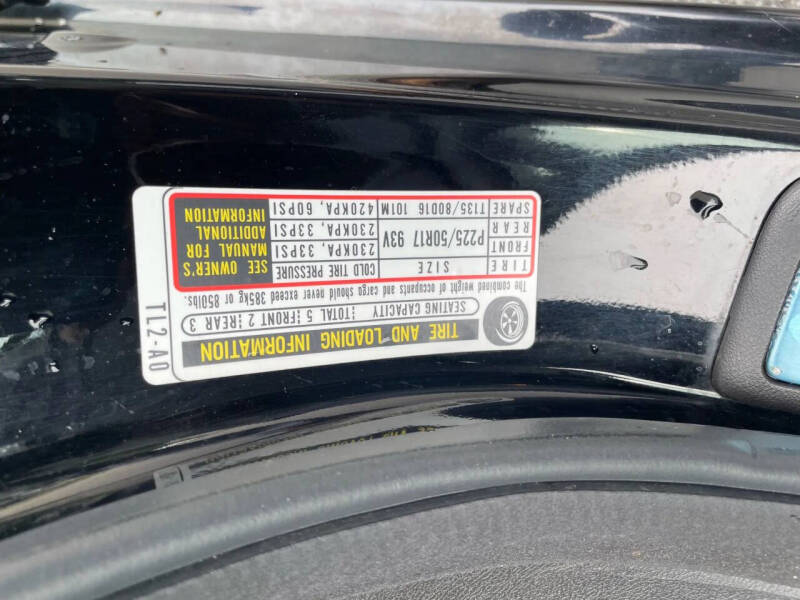 TIRE AND LOADING INFORMATION
SEATING CAPACITY TOTAL 5 FRONT 2 REAR 3
The combined weight of occupants and cargo should never exceed 385kg or 850lbs.
TIRE SIZE COLD TIRE PRESSURE
FRONT P225/50R17 93V 230KPA, 33PSI
REAR 230KPA, 33PSI
SPARE T135/80D16 101M 420KPA, 60PSI
SEE OWNER'S
MANUAL FOR
ADDITIONAL
INFORMATION
TL2-A0